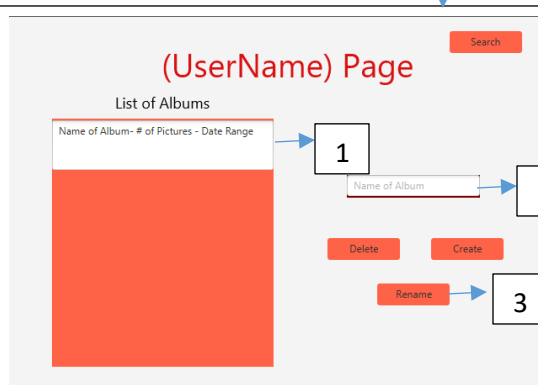 Search
(UserName) Page
List of Albums
Name of Album- # of Pictures - Date Range
1
Name of Album
Delete
Create
Rename
3